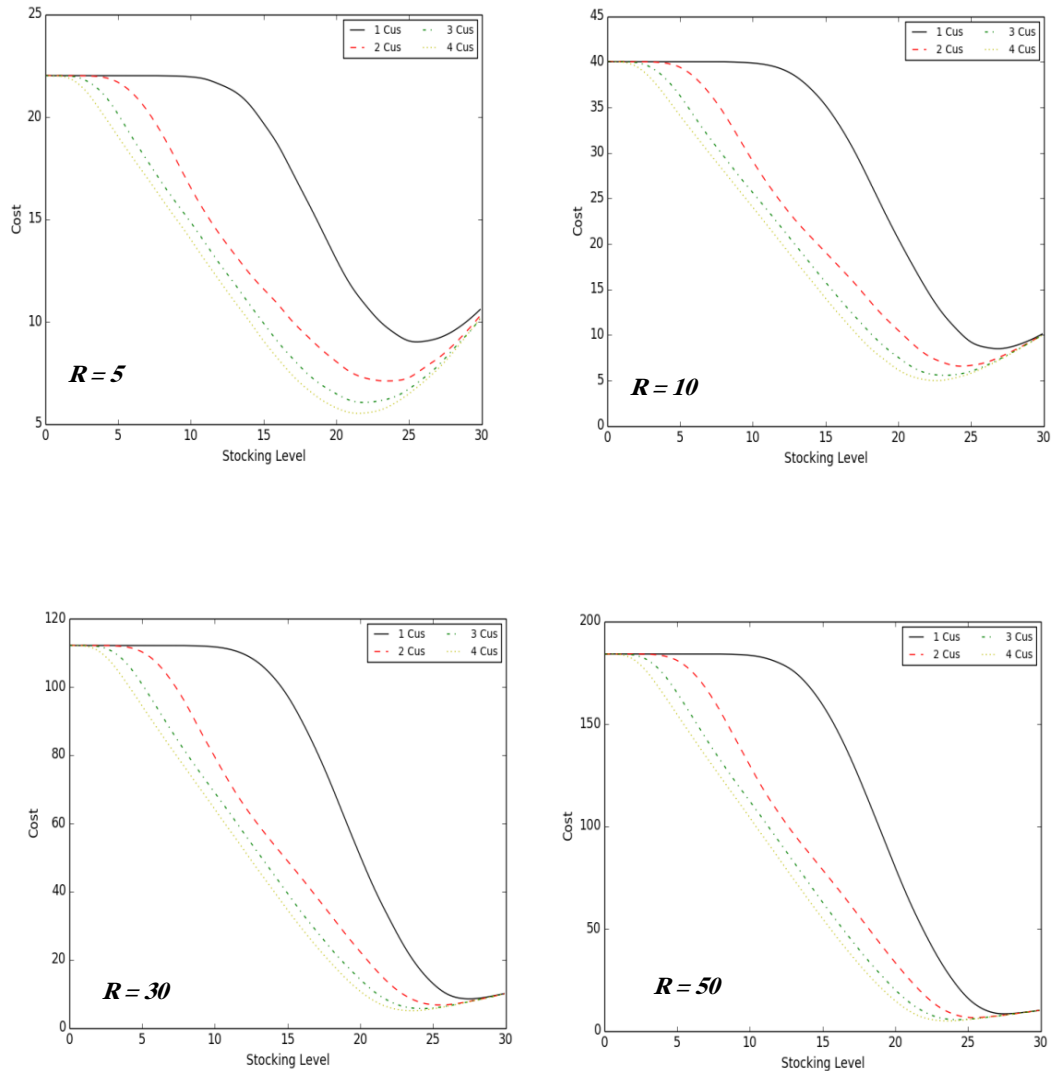 25
20
15
10
5
0 5 10 15 20 25 30
Cost
Stocking Level
1 Cus 3 Cus
2 Cus 4 Cus
R = 5
45
40
35
30
25
20
15
10
5
0
0 5 10 15 20 25 30
Cost
Stocking Level
1 Cus 3 Cus
2 Cus 4 Cus
R = 10
120
100
80
60
40
20
0
0 5 10 15 20 25 30
Cost
Stocking Level
1 Cus 3 Cus
2 Cus 4 Cus
R = 30
200
150
100
50
0
0 5 10 15 20 25 30
Cost
Stocking Level
1 Cus 3 Cus
2 Cus 4 Cus
R = 50